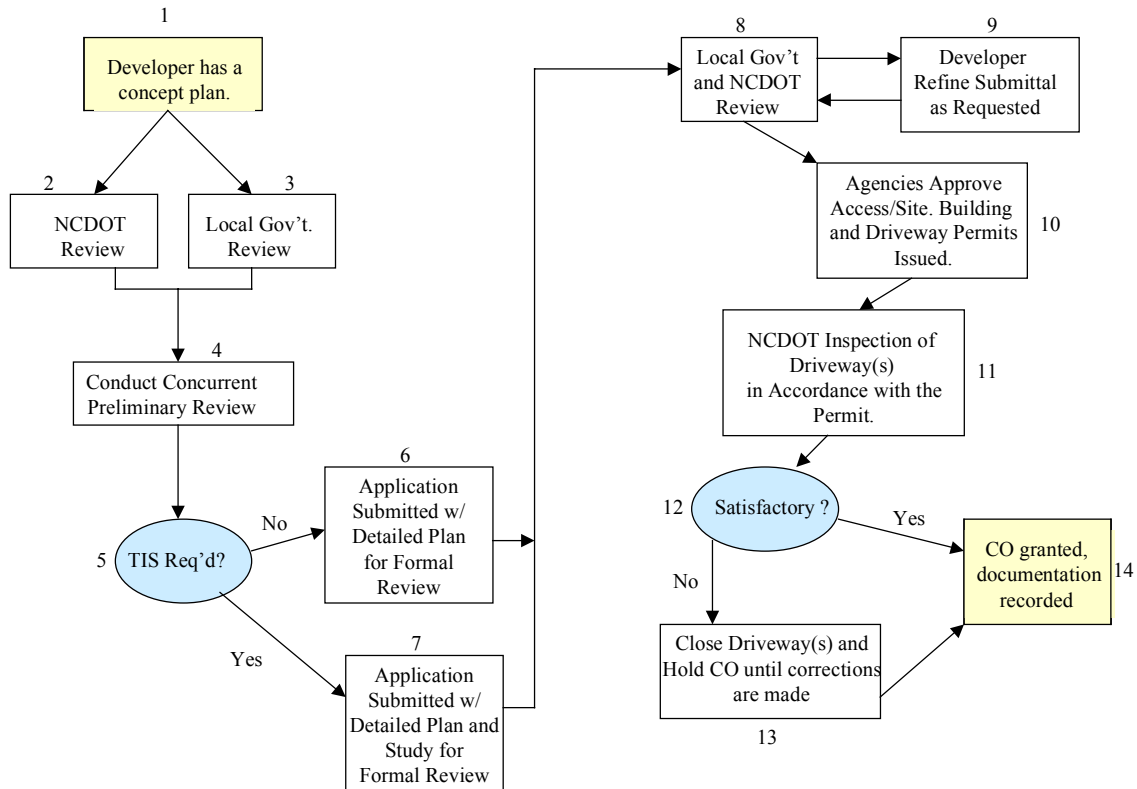 1
Developer has a
concept plan.
2
NCDOT
Review
3
Local Gov't.
Review
4
Conduct Concurrent
Preliminary Review
5
TIS Req'd?
No
Yes
6
Application
Submitted w/
Detailed Plan
for Formal
Review
7
Application
Submitted w/
Detailed Plan and
Study for
Formal Review
8
Local Gov't
and NCDOT
Review
9
Developer
Refine Submittal
as Requested
Agencies Approve
Access/Site. Building
and Driveway Permits
Issued.
10
NCDOT Inspection of
Driveway(s)
in Accordance with the
Permit.
11
12
Satisfactory ?
Yes
No
Close Driveway(s) and
Hold CO until corrections
are made
13
CO granted,
documentation
recorded
14